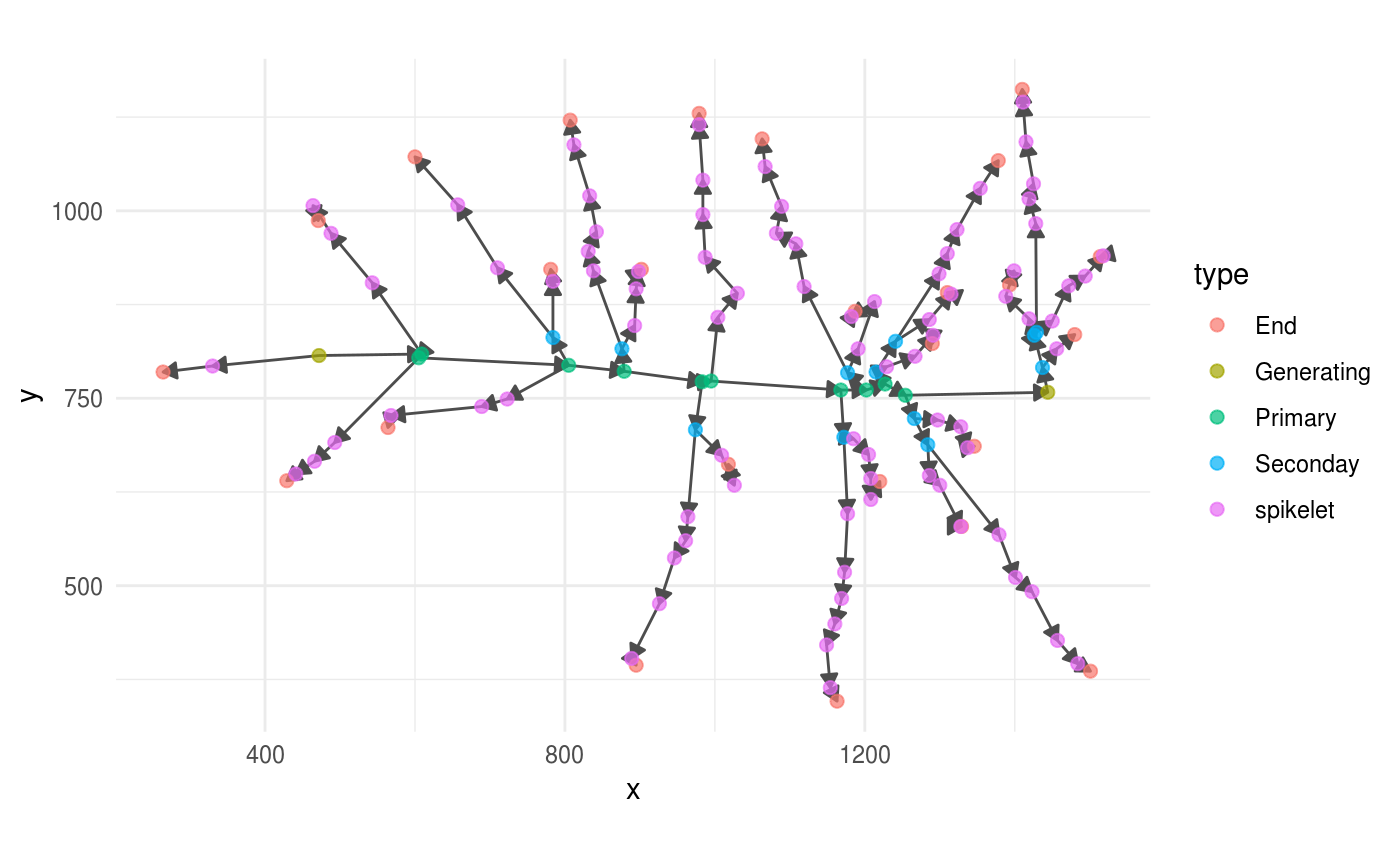 1000
750
500
y
400
800
1200
x
type
End
Generating
Primary
Seconday
spikelet